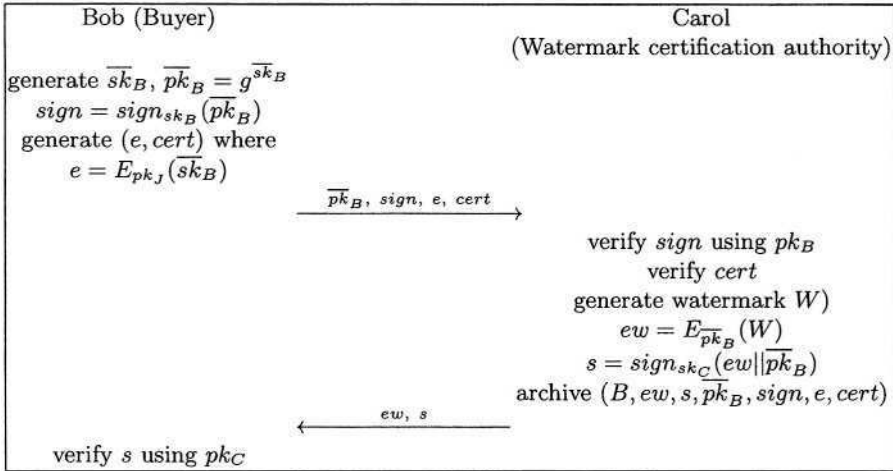 Bob (Buyer)
Carol
(Watermark certification authority)
generate $\overline{sk}_B$, $\overline{pk}_B = g^{\overline{sk}_B}$
$sign = sign_{sk_B}(\overline{pk}_B)$
generate $(e, cert)$ where
$e = E_{pk_J}(\overline{sk}_B)$
$\overline{pk}_B$, $sign$, $e$, $cert$
verify $sign$ using $pk_B$
verify $cert$
generate watermark $W)$
$ew = E_{\overline{pk}_B}(W)$
$s = sign_{sk_C}(ew||\overline{pk}_B)$
archive $(B, ew, s, \overline{pk}_B, sign, e, cert)$
$ew$, $s$
verify $s$ using $pk_C$